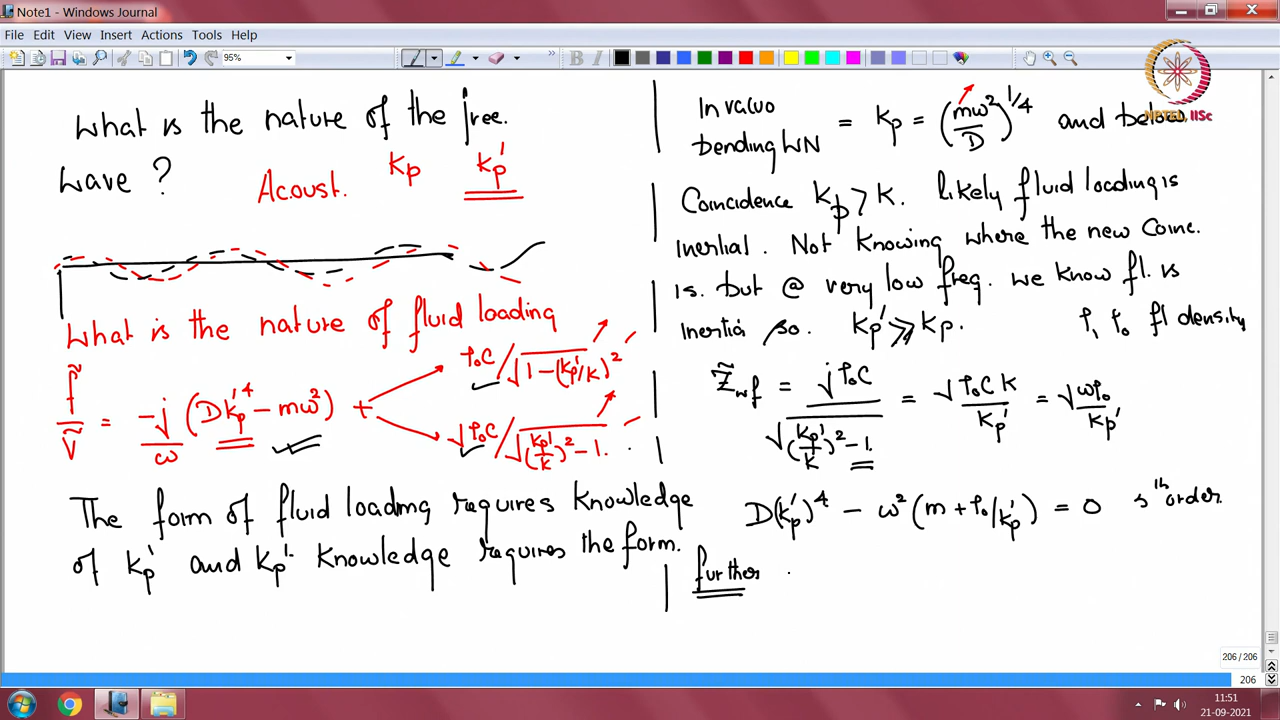 Note1 - Windows Journal
File Edit View Insert Actions Tools Help
95%
NPTEL, IISc
What is the nature of the free.
wave ? Acoust. kp kp'
What is the nature of fluid loading
f̃/Ṽ = -j/ω (Dkp'^4 - mω²) +
ρ₀C/√(1-(kp'/k)²)
jρ₀C/√((kp'/k)²-1.
The form of fluid loading requires knowledge
of kp' and kp' knowledge requires the form.
In vacuo
bending WN = kp = (mω²/D)^1/4 and below
Coincidence kp > k. likely fluid loading is
inertial. Not knowing where the new Coinc.
is. but @ very low freq. we know fl. is
inertia so. kp' >> kp. ρ, ρ₀ fl density
Z̃wf = jρ₀C/√((kp'/k)²-1. = jρ₀Ck/kp' = jωρ₀/kp'
D(kp')^4 - ω²(m + ρ₀/kp') = 0 5th order.
further
206 / 206
206
11:51
21-09-2021